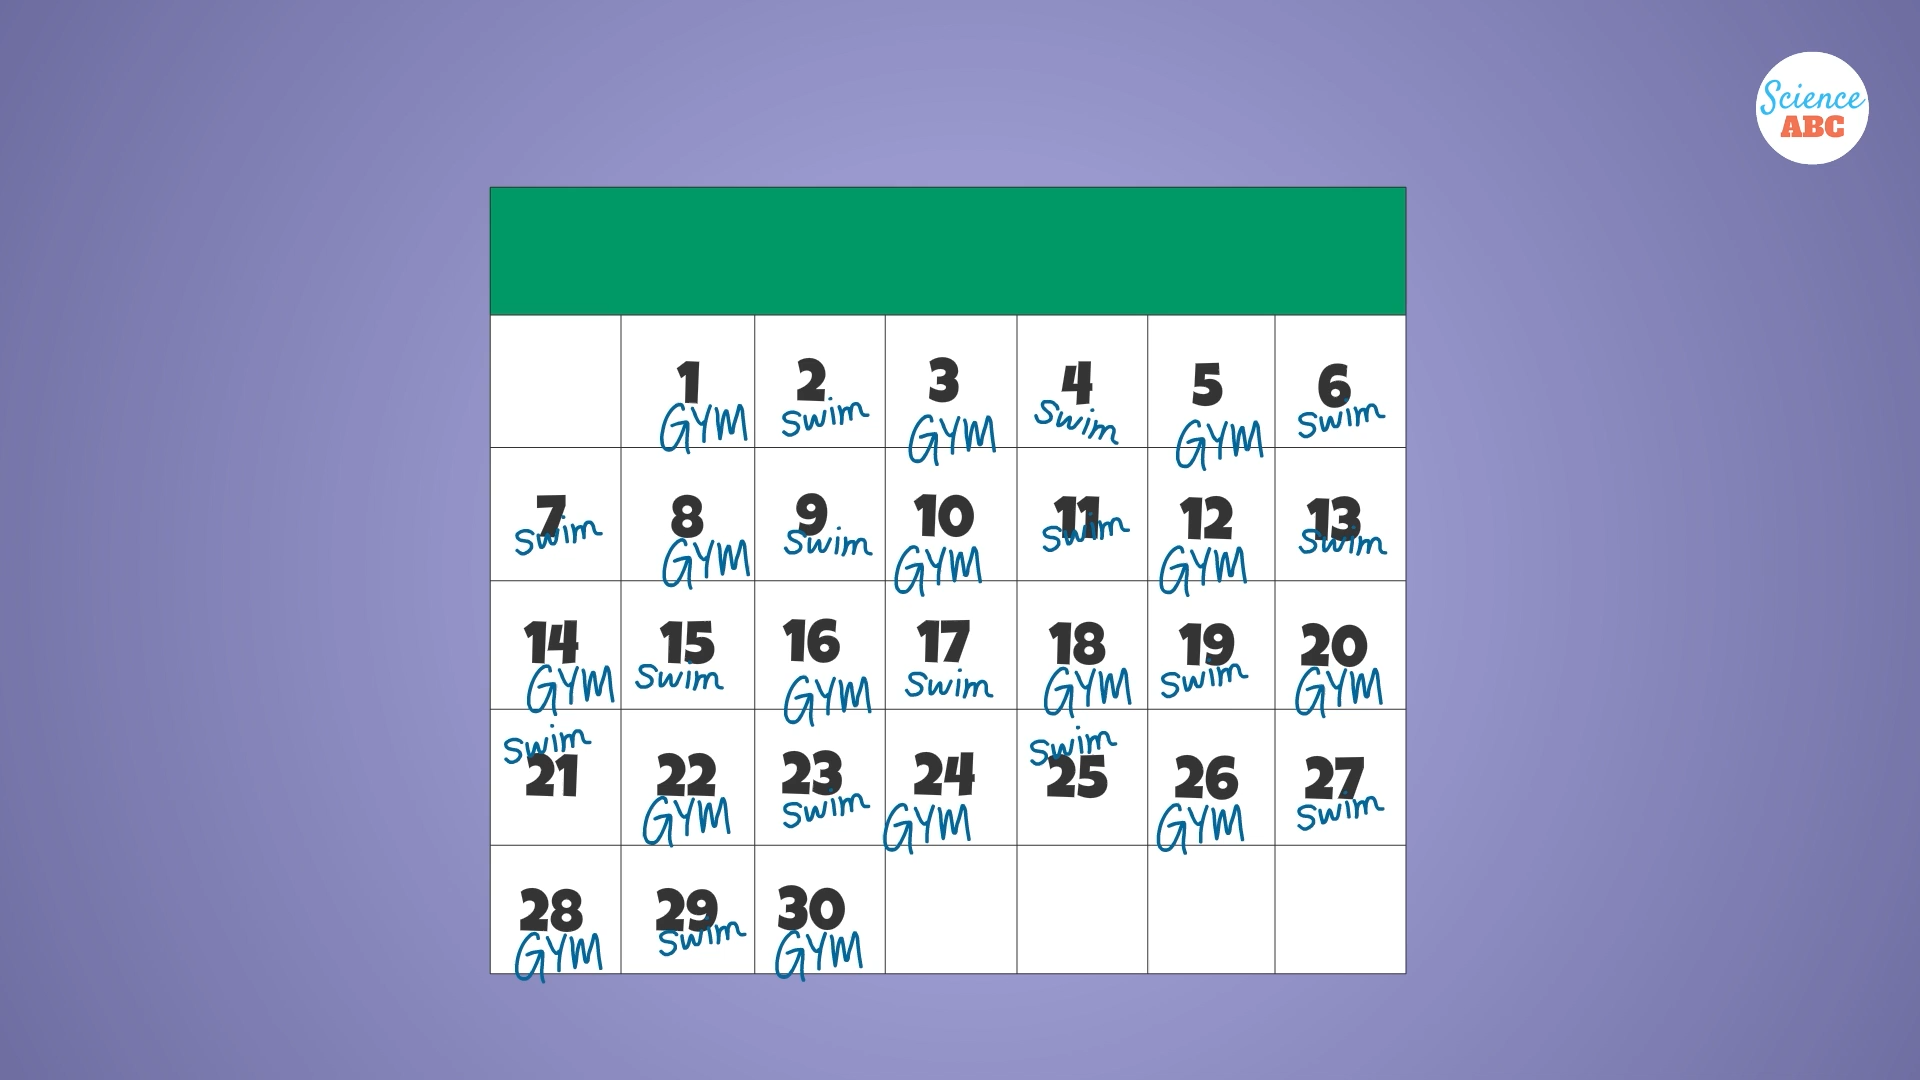 Science
ABC
1 2 3 4 5 6
GYM Swim GYM Swim GYM Swim
7 8 9 10 11 12 13
Swim GYM Swim GYM Swim GYM Swim
14 15 16 17 18 19 20
GYM Swim GYM Swim GYM Swim GYM
Swim Swim
21 22 23 24 25 26 27
GYM Swim GYM GYM Swim
28 29 30
GYM Swim GYM